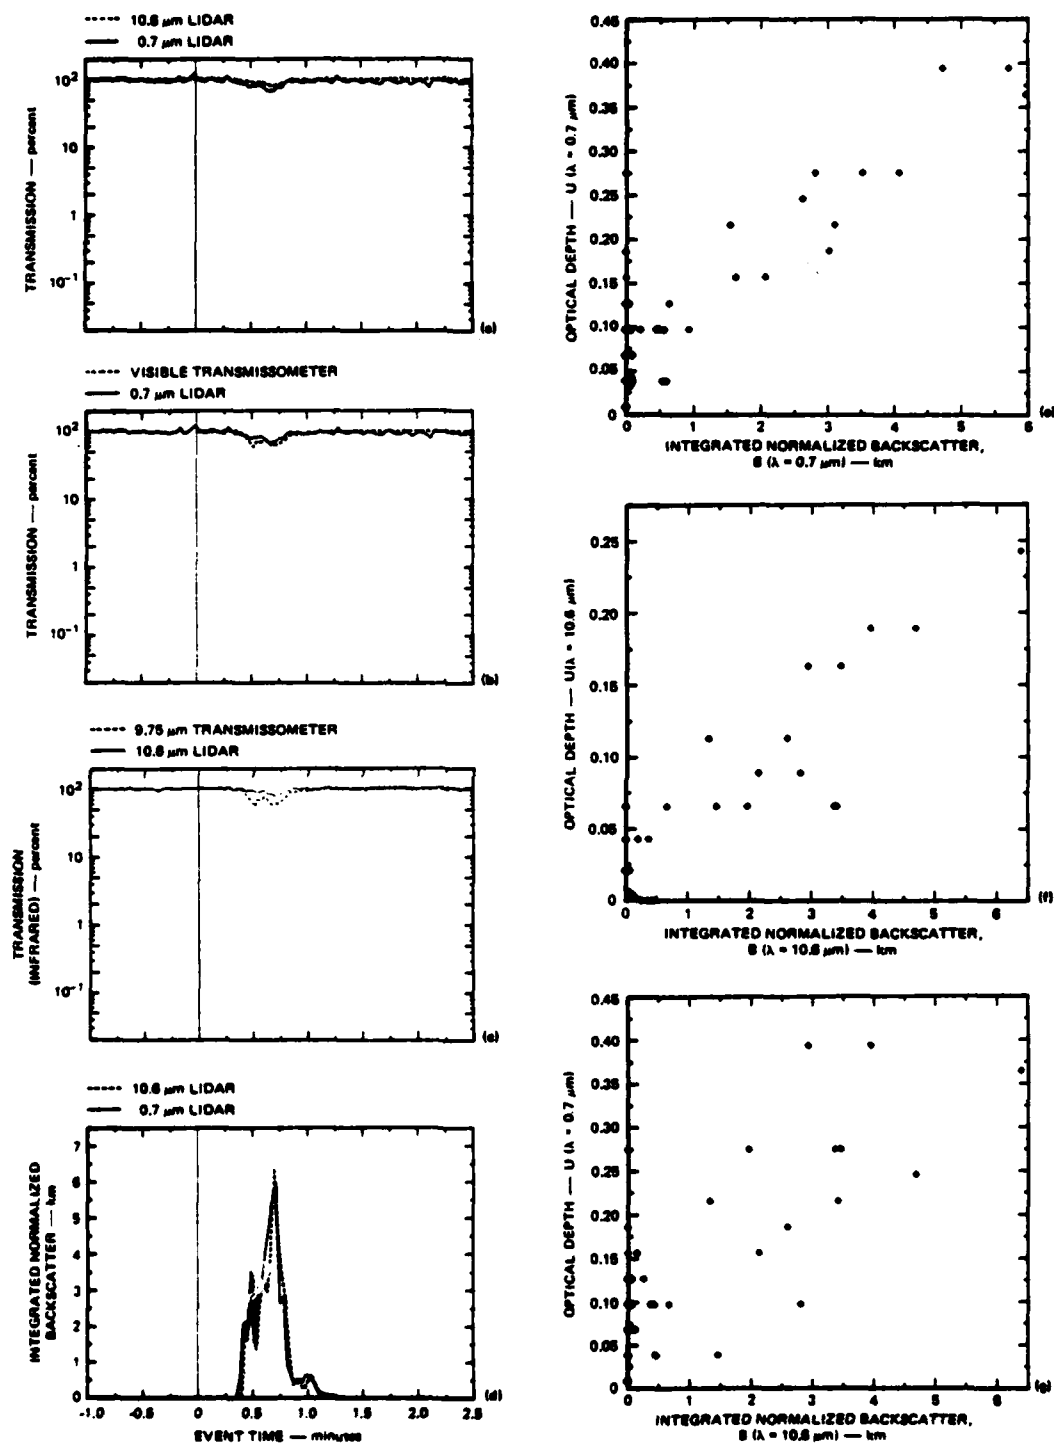 10.6 µm LIDAR
0.7 µm LIDAR
TRANSMISSION — percent
10²
10
1
10⁻¹
(a)
VISIBLE TRANSMISSOMETER
0.7 µm LIDAR
TRANSMISSION — percent
10²
10
1
10⁻¹
(b)
9.75 µm TRANSMISSOMETER
10.6 µm LIDAR
TRANSMISSION
(INFRARED) — percent
10²
10
1
10⁻¹
(c)
10.6 µm LIDAR
0.7 µm LIDAR
INTEGRATED NORMALIZED
BACKSCATTER — km
7
6
5
4
3
2
1
0
(d)
-1.0 -0.5 0 0.5 1.0 1.5 2.0 2.5
EVENT TIME — minutes
OPTICAL DEPTH — U (λ = 0.7 µm)
0.45
0.40
0.35
0.30
0.25
0.20
0.15
0.10
0.05
0
(e)
0 1 2 3 4 5 6
INTEGRATED NORMALIZED BACKSCATTER,
B (λ = 0.7 µm) — km
OPTICAL DEPTH — U(λ = 10.6 µm)
0.25
0.20
0.15
0.10
0.05
0
(f)
0 1 2 3 4 5 6
INTEGRATED NORMALIZED BACKSCATTER,
B (λ = 10.6 µm) — km
OPTICAL DEPTH — U (λ = 0.7 µm)
0.45
0.40
0.35
0.30
0.25
0.20
0.15
0.10
0.05
0
(g)
0 1 2 3 4 5 6
INTEGRATED NORMALIZED BACKSCATTER,
B (λ = 10.6 µm) — km